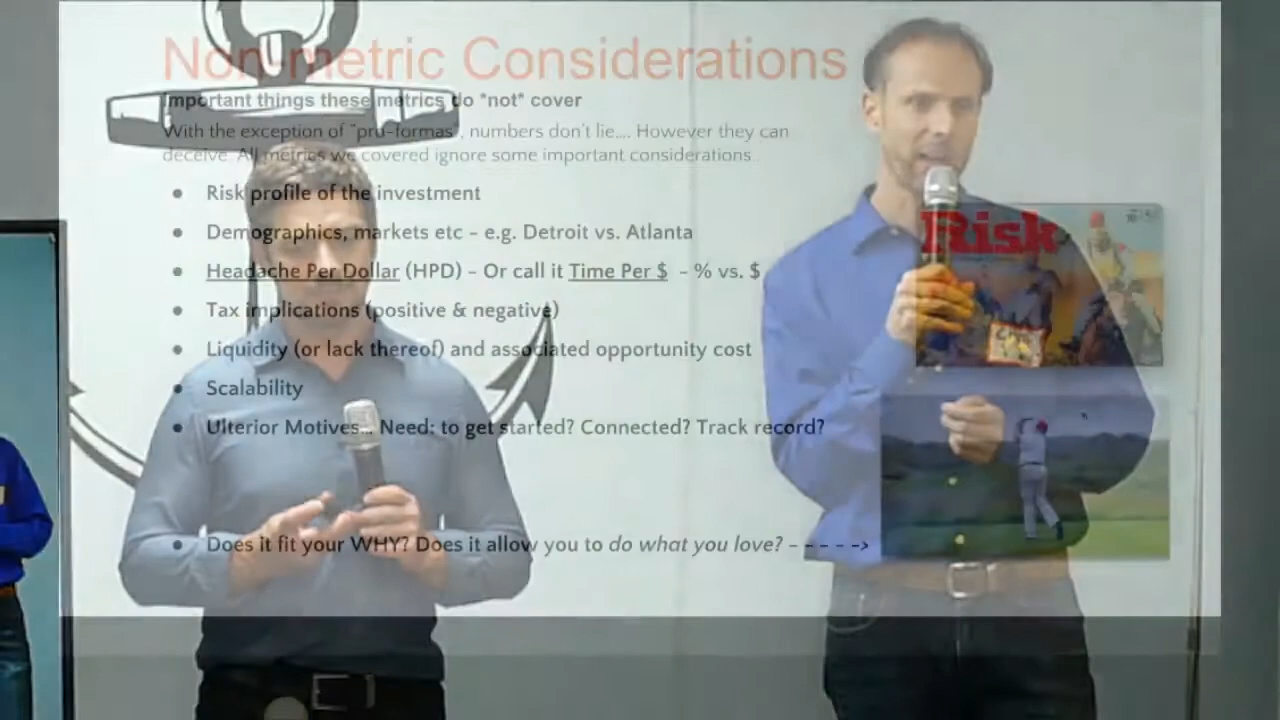 Non-metric Considerations
Important things these metrics do *not* cover
With the exception of "pro-formas", numbers don't lie.... However they can
deceive. All metrics we covered ignore some important considerations.
● Risk profile of the investment
● Demographics, markets etc - e.g. Detroit vs. Atlanta
● Headache Per Dollar (HPD) - Or call it Time Per $ - % vs. $
● Tax implications (positive & negative)
● Liquidity (or lack thereof) and associated opportunity cost
● Scalability
● Ulterior Motives... Need: to get started? Connected? Track record?
● Does it fit your WHY? Does it allow you to do what you love? - - - - - ->
Risk